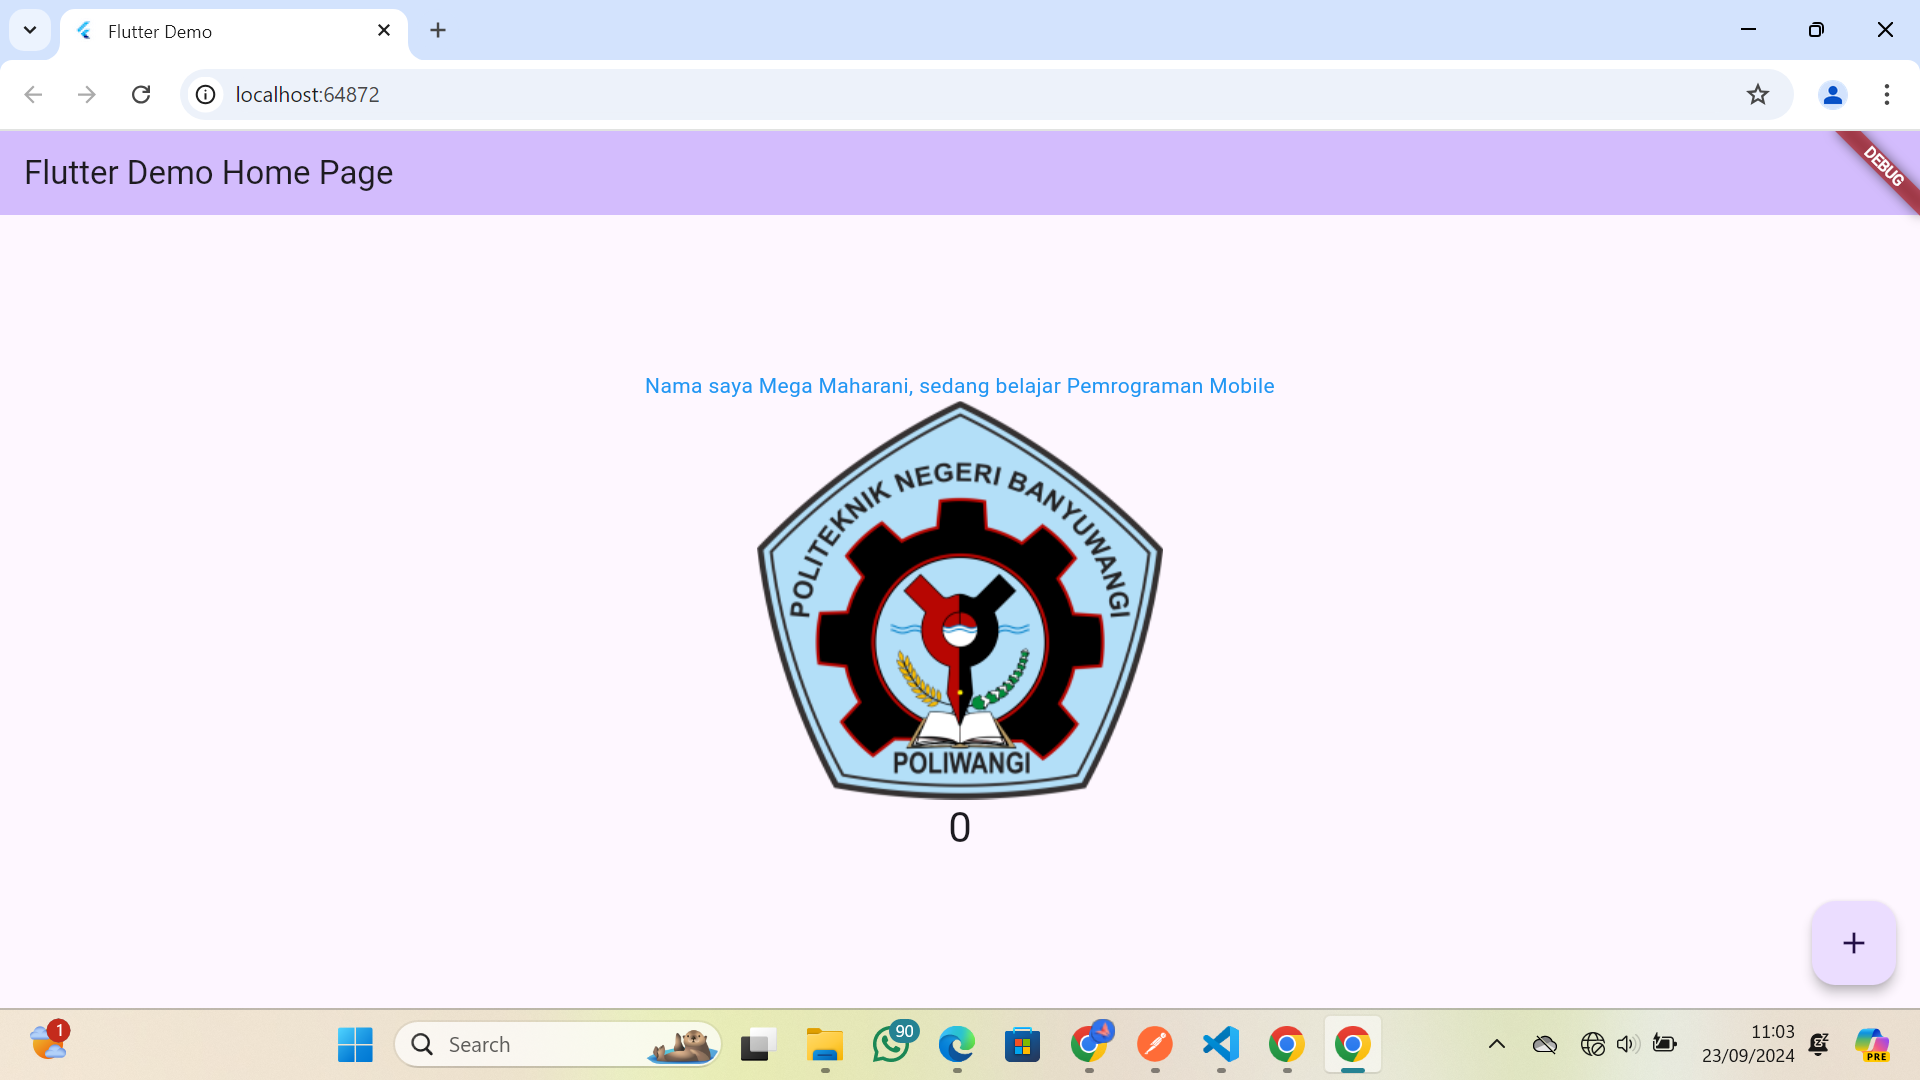 Flutter Demo
localhost:64872
Flutter Demo Home Page
DEBUG
Nama saya Mega Maharani, sedang belajar Pemrograman Mobile
POLITEKNIK NEGERI BANYUWANGI
POLIWANGI
0
1
Search
90
11:03
23/09/2024
PRE